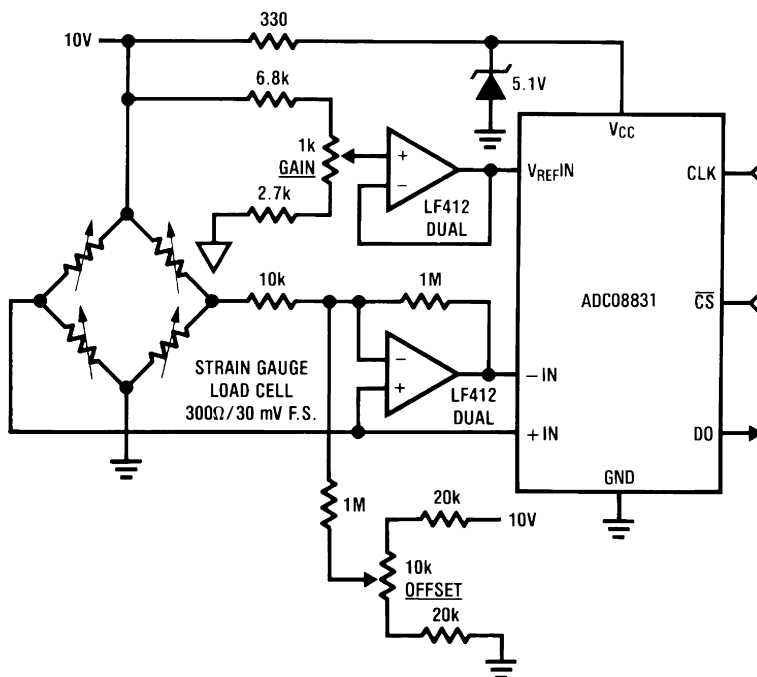 330
10V
5.1V
6.8k
VCC
1k
GAIN
+
−
VREFIN
CLK
2.7k
LF412
DUAL
10k
1M
ADC08831
CS
STRAIN GAUGE
LOAD CELL
300Ω/30 mV F.S.
−
+
LF412
DUAL
−IN
+IN
DO
GND
1M
20k
10V
10k
OFFSET
20k